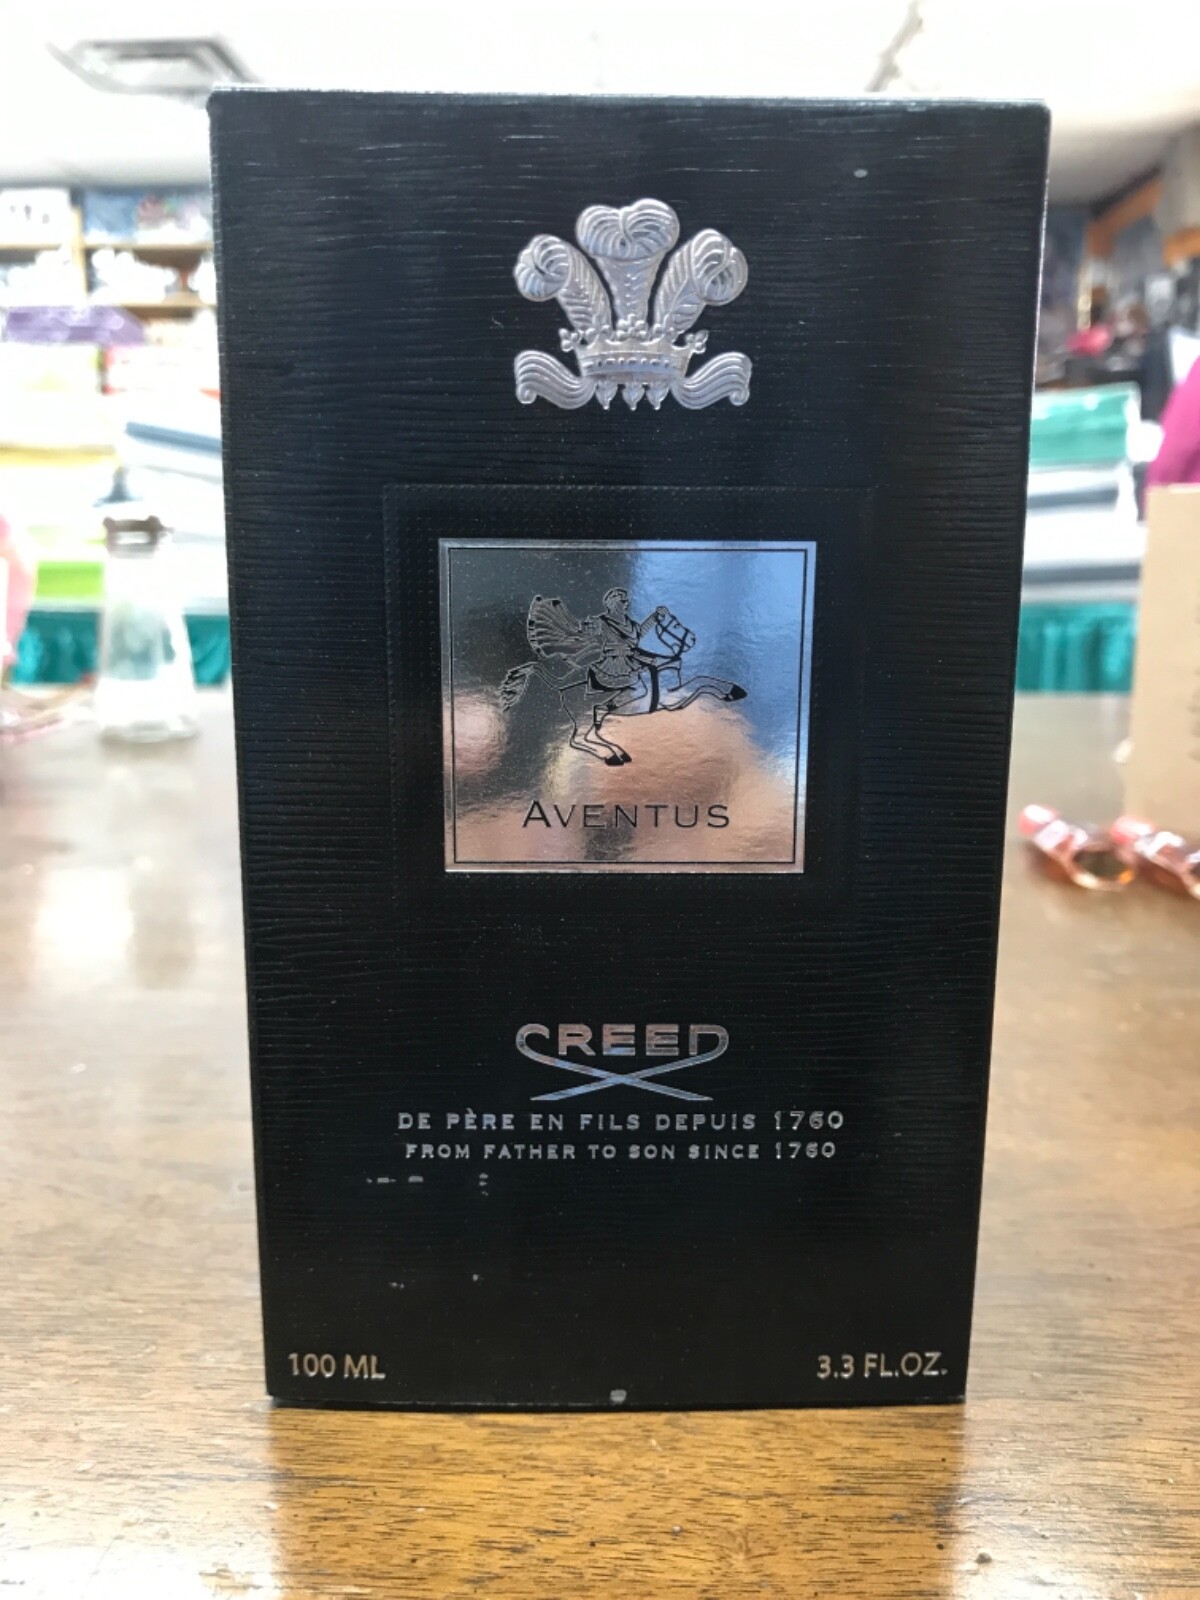 AVENTUS
CREED
DE PÈRE EN FILS DEPUIS 1760
FROM FATHER TO SON SINCE 1760
100 ML
3.3 FL.OZ.